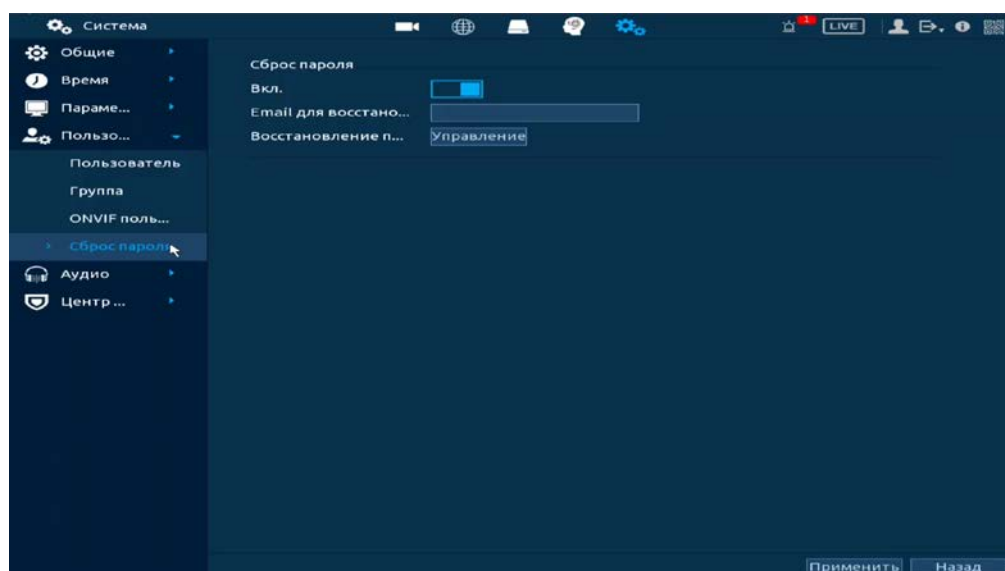 Система
1
LIVE
Общие
Время
Параме...
Пользо...
Пользователь
Группа
ONVIF поль...
Сброс пароля
Аудио
Центр ...
Сброс пароля
Вкл.
Email для восстано...
Восстановление п... Управление
Применить Назад